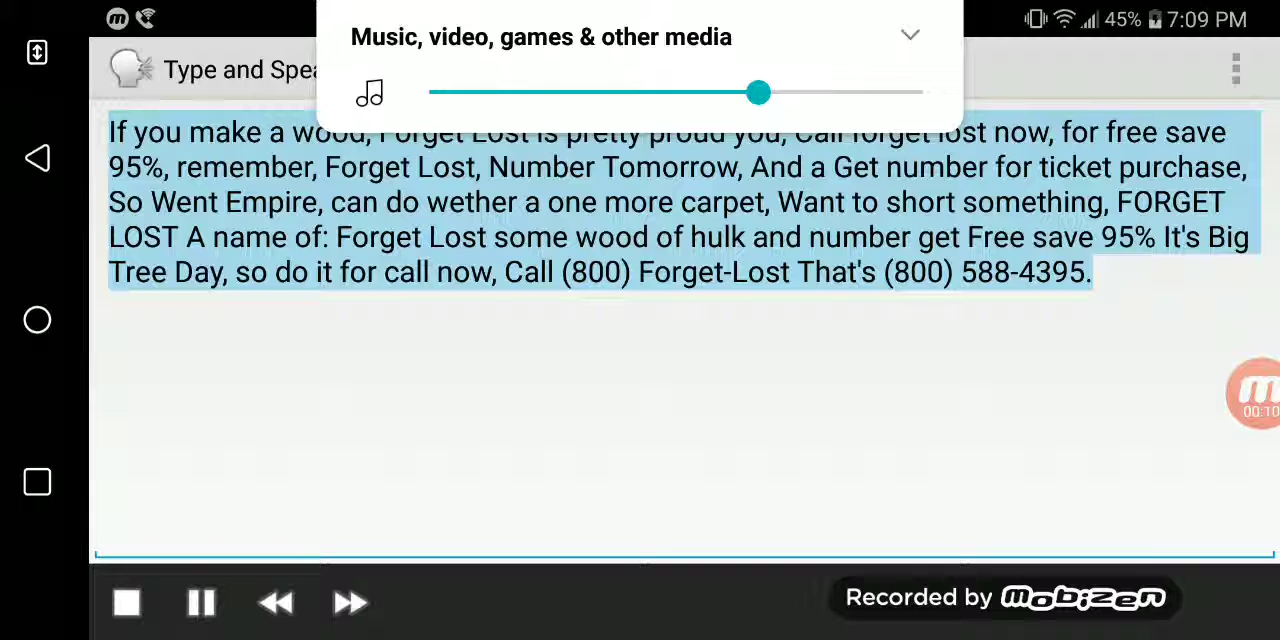 45% 7:09 PM
Music, video, games & other media
Type and Spea
If you make a wood, Forget Lost is pretty proud you, Call forget lost now, for free save
95%, remember, Forget Lost, Number Tomorrow, And a Get number for ticket purchase,
So Went Empire, can do wether a one more carpet, Want to short something, FORGET
LOST A name of: Forget Lost some wood of hulk and number get Free save 95% It's Big
Tree Day, so do it for call now, Call (800) Forget-Lost That's (800) 588-4395.
00:10
Recorded by mobizen